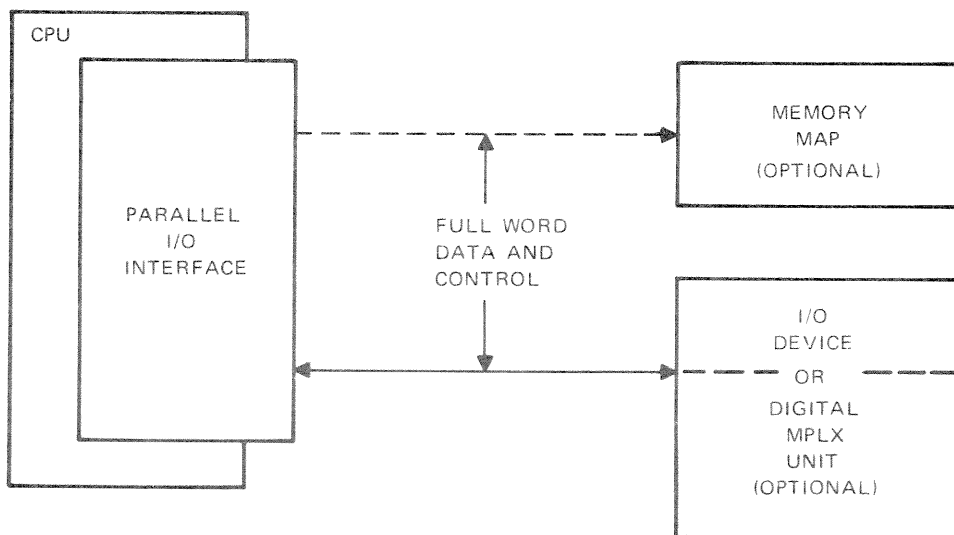 CPU
PARALLEL
I/O
INTERFACE
FULL WORD
DATA AND
CONTROL
MEMORY
MAP
(OPTIONAL)
I/O
DEVICE
OR
DIGITAL
MPLX
UNIT
(OPTIONAL)